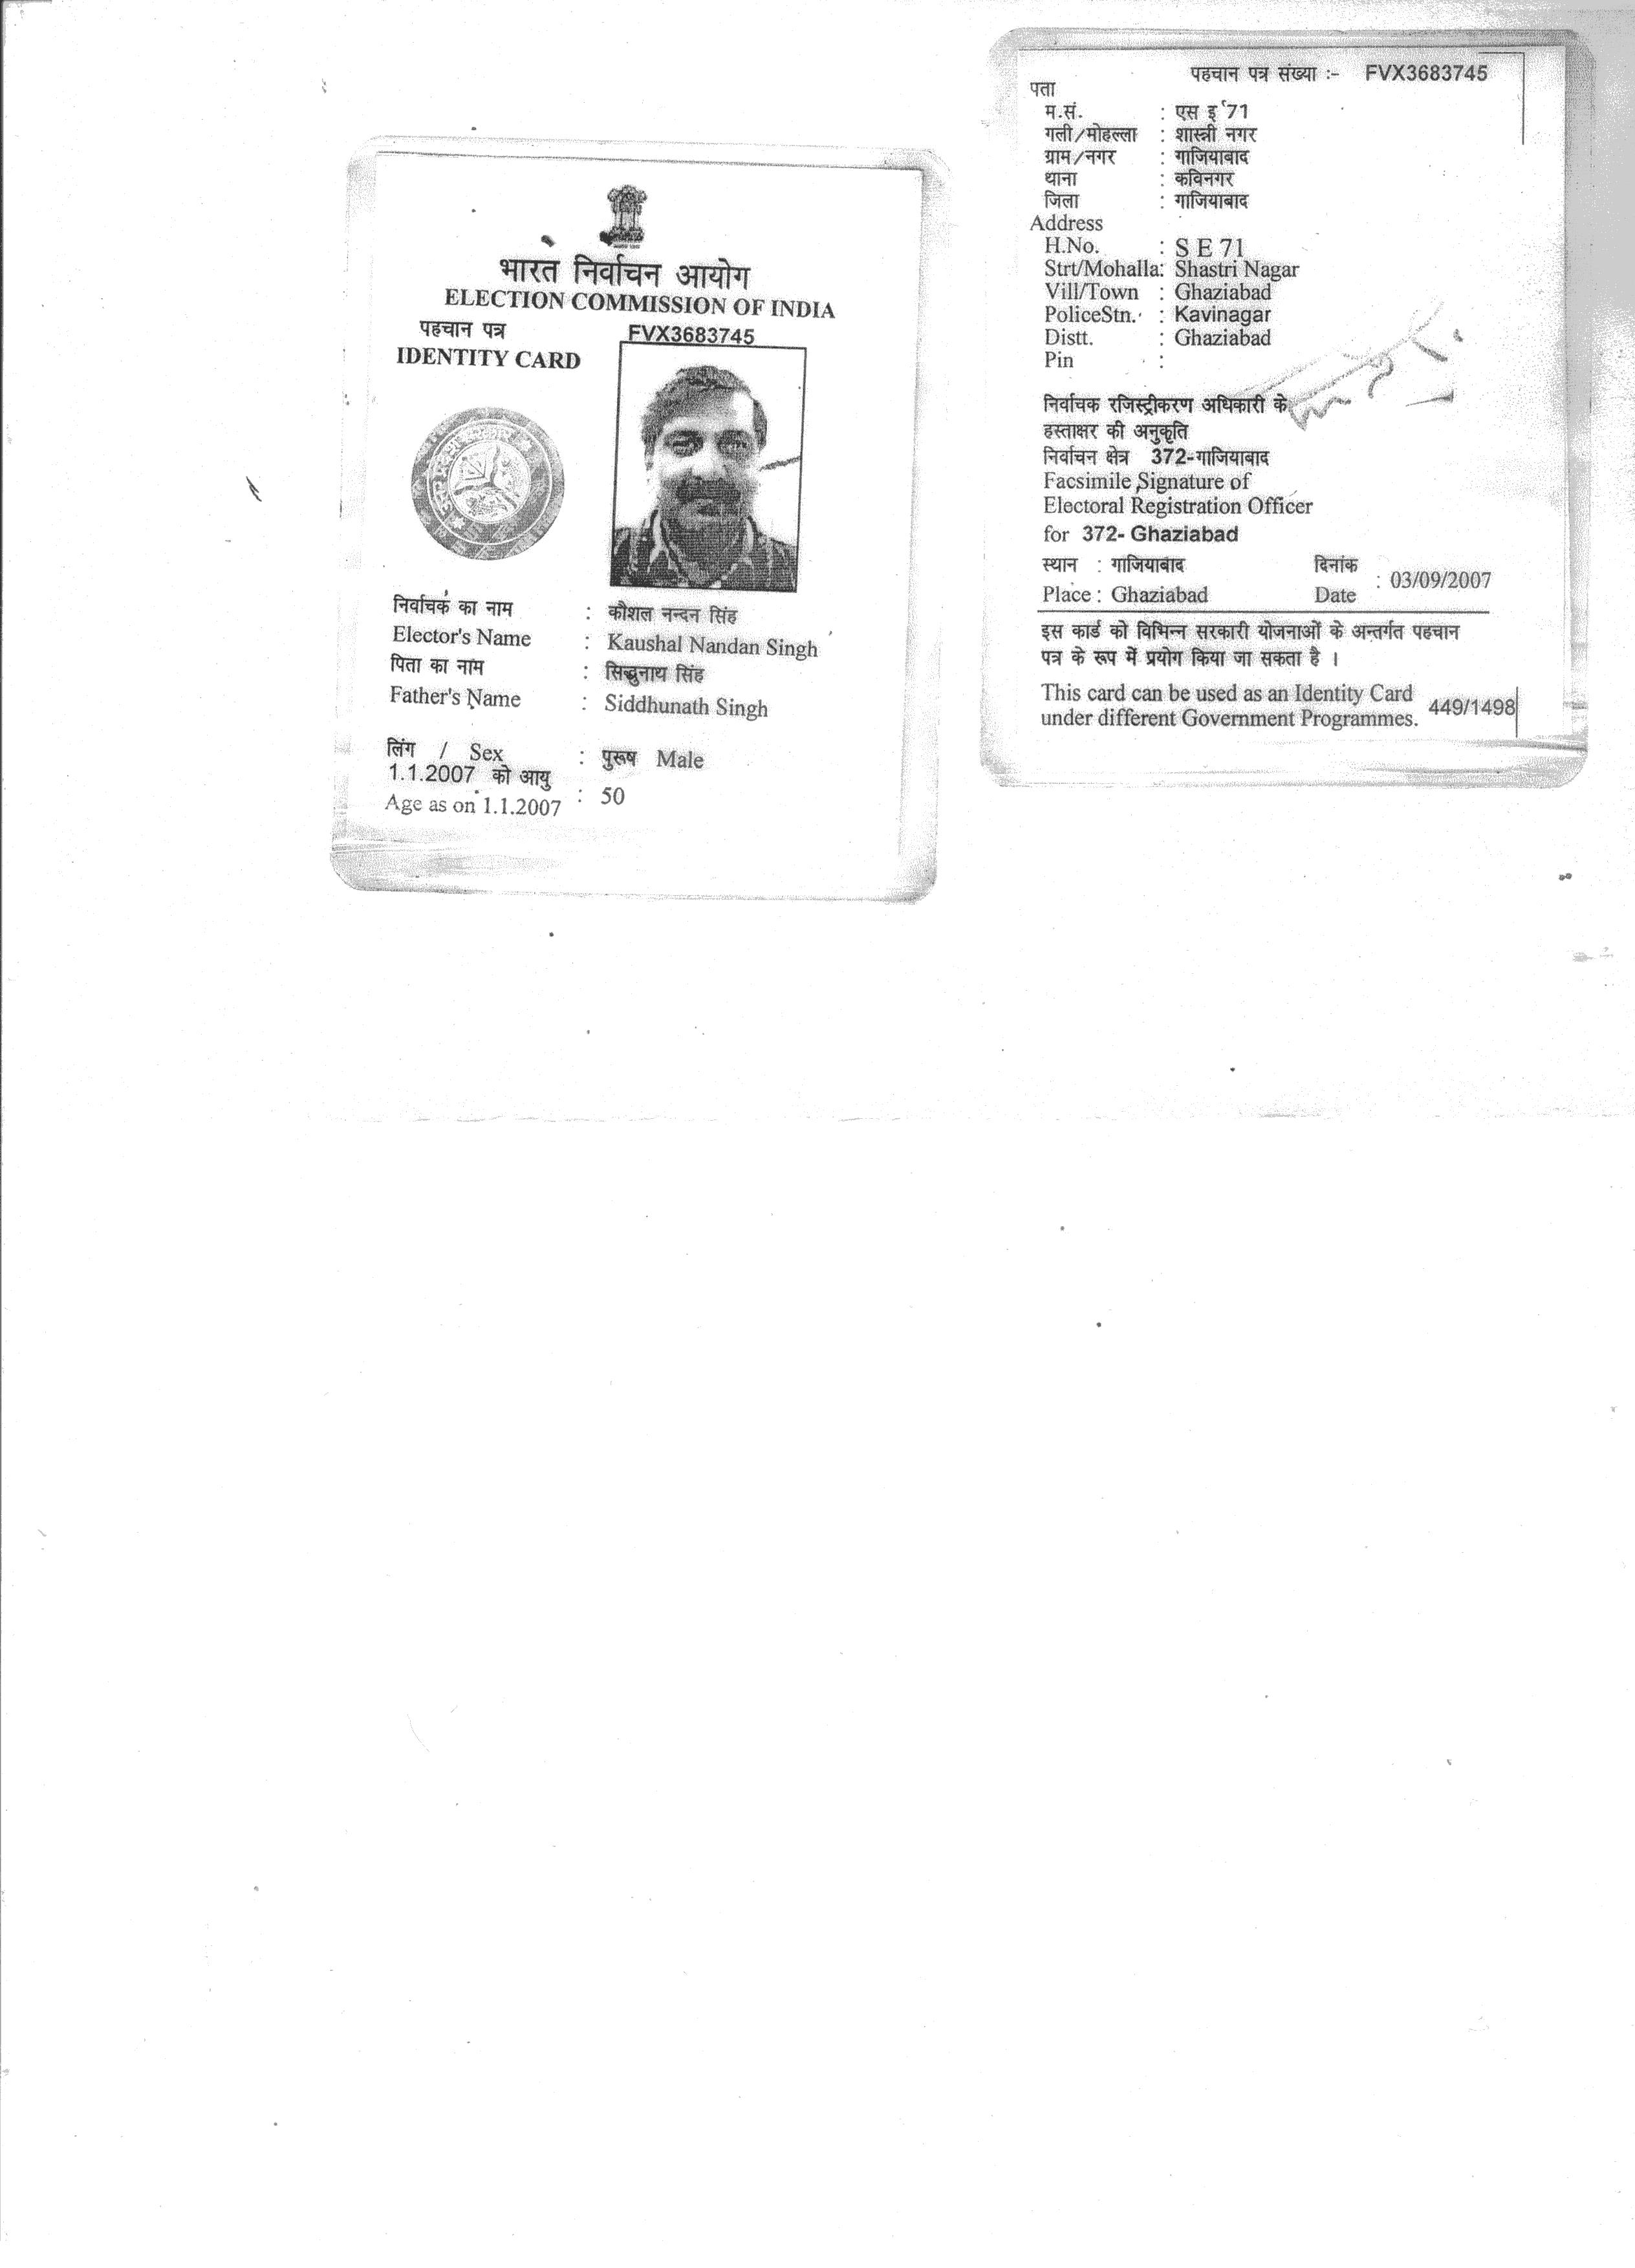 भारत निर्वाचन आयोग
ELECTION COMMISSION OF INDIA
पहचान पत्र
FVX3683745
IDENTITY CARD
निर्वाचक का नाम : कौशल नन्दन सिंह
Elector's Name : Kaushal Nandan Singh
पिता का नाम : सिद्धुनाथ सिंह
Father's Name : Siddhunath Singh
लिंग / Sex : पुरूष Male
1.1.2007 को आयु
Age as on 1.1.2007 : 50
पहचान पत्र संख्या :- FVX3683745
पता
म.सं. : एस इ 71
गली/मोहल्ला : शास्त्री नगर
ग्राम/नगर : गाजियाबाद
थाना : कविनगर
जिला : गाजियाबाद
Address
H.No. : S E 71
Strt/Mohalla: Shastri Nagar
Vill/Town : Ghaziabad
PoliceStn. : Kavinagar
Distt. : Ghaziabad
Pin :
निर्वाचक रजिस्ट्रीकरण अधिकारी के
हस्ताक्षर की अनुकृति
निर्वाचन क्षेत्र 372-गाजियाबाद
Facsimile Signature of
Electoral Registration Officer
for 372- Ghaziabad
स्थान : गाजियाबाद दिनांक
Place : Ghaziabad Date : 03/09/2007
इस कार्ड को विभिन्न सरकारी योजनाओं के अन्तर्गत पहचान
पत्र के रूप में प्रयोग किया जा सकता है ।
This card can be used as an Identity Card
under different Government Programmes. 449/1498